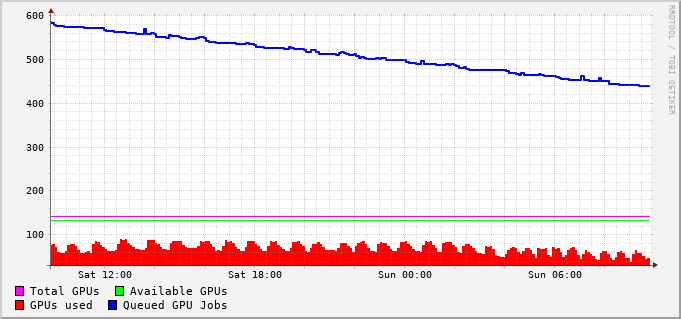 600
500
400
300
200
100
Sat 12:00 Sat 18:00 Sun 00:00 Sun 06:00
Total GPUs Available GPUs
GPUs used Queued GPU Jobs
RRDTOOL / TOBI OETIKER